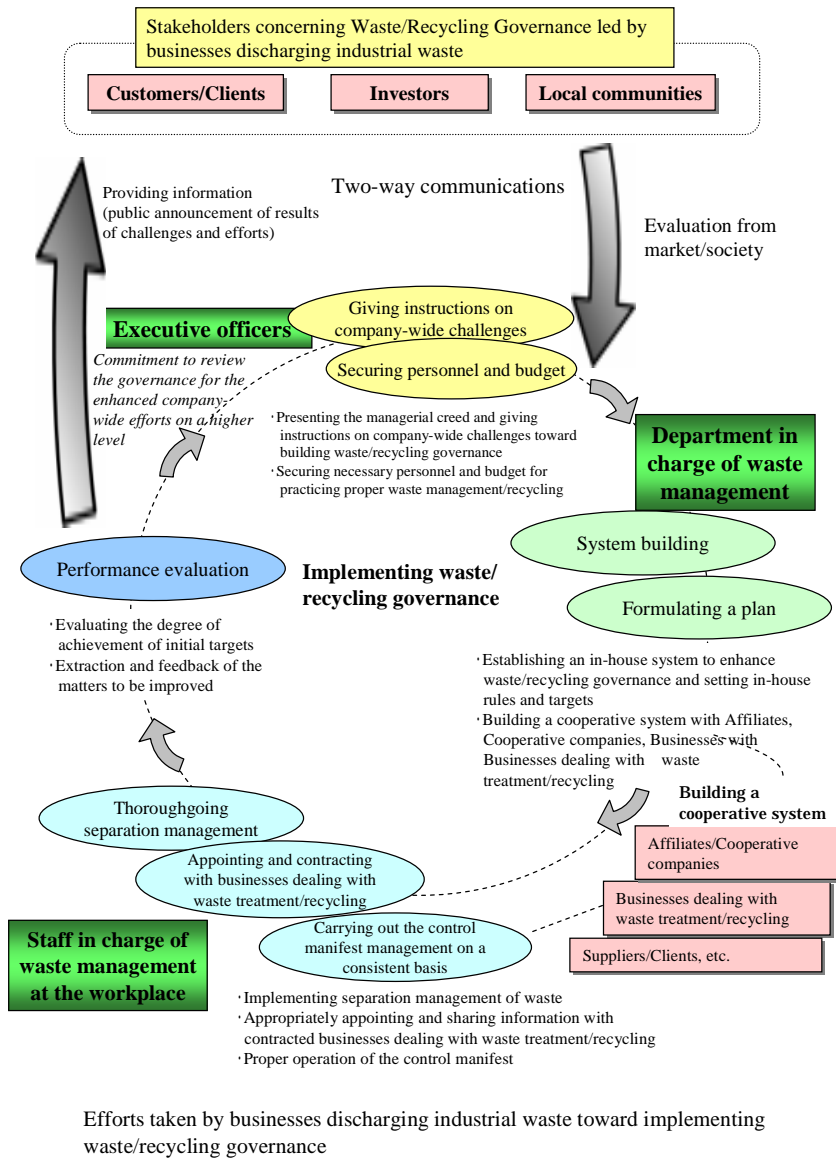 Stakeholders concerning Waste/Recycling Governance led by
businesses discharging industrial waste
Customers/Clients
Investors
Local communities
Providing information
(public announcement of results
of challenges and efforts)
Two-way communications
Evaluation from
market/society
Executive officers
Giving instructions on
company-wide challenges
Securing personnel and budget
Commitment to review
the governance for the
enhanced company-
wide efforts on a higher
level
·Presenting the managerial creed and giving
instructions on company-wide challenges toward
building waste/recycling governance
·Securing necessary personnel and budget for
practicing proper waste management/recycling
Department in
charge of waste
management
System building
Formulating a plan
Performance evaluation
Implementing waste/
recycling governance
·Evaluating the degree of
achievement of initial targets
·Extraction and feedback of the
matters to be improved
·Establishing an in-house system to enhance
waste/recycling governance and setting in-house
rules and targets
·Building a cooperative system with Affiliates,
Cooperative companies, Businesses with
Businesses dealing with waste
treatment/recycling
Building a
cooperative system
Affiliates/Cooperative
companies
Businesses dealing with
waste treatment/recycling
Suppliers/Clients, etc.
Thoroughgoing
separation management
Appointing and contracting
with businesses dealing with
waste treatment/recycling
Carrying out the control
manifest management on a
consistent basis
Staff in charge of
waste management
at the workplace
·Implementing separation management of waste
·Appropriately appointing and sharing information with
contracted businesses dealing with waste treatment/recycling
·Proper operation of the control manifest
Efforts taken by businesses discharging industrial waste toward implementing
waste/recycling governance